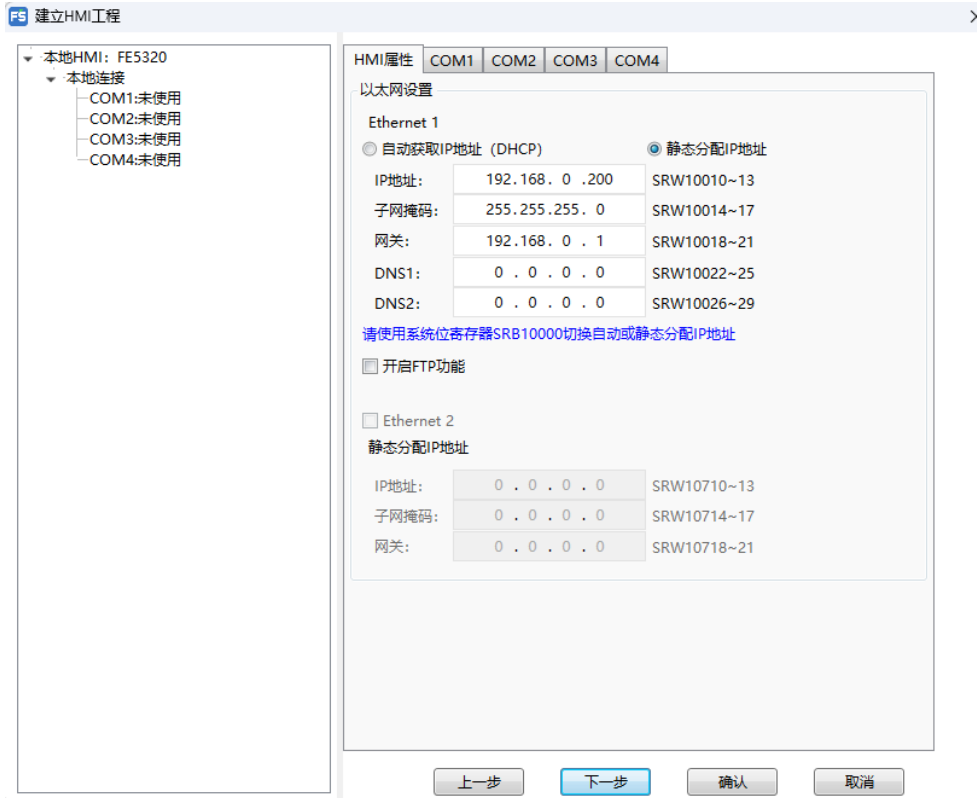 FS 建立HMI工程
本地HMI：FE5320
本地连接
COM1:未使用
COM2:未使用
COM3:未使用
COM4:未使用
HMI属性 COM1 COM2 COM3 COM4
以太网设置
Ethernet 1
自动获取IP地址（DHCP） 静态分配IP地址
IP地址： 192.168. 0 .200 SRW10010~13
子网掩码： 255.255.255. 0 SRW10014~17
网关： 192.168. 0 . 1 SRW10018~21
DNS1： 0 . 0 . 0 . 0 SRW10022~25
DNS2： 0 . 0 . 0 . 0 SRW10026~29
请使用系统位寄存器SRB10000切换自动或静态分配IP地址
开启FTP功能
Ethernet 2
静态分配IP地址
IP地址： 0 . 0 . 0 . 0 SRW10710~13
子网掩码： 0 . 0 . 0 . 0 SRW10714~17
网关： 0 . 0 . 0 . 0 SRW10718~21
上一步 下一步 确认 取消